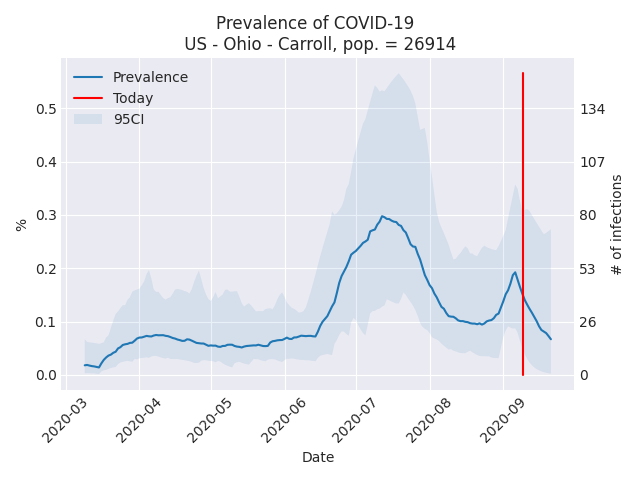 Prevalence of COVID-19
US - Ohio - Carroll, pop. = 26914
Prevalence
Today
95CI
0.5
0.4
0.3
0.2
0.1
0.0
%
134
107
80
53
26
0
# of infections
2020-03
2020-04
2020-05
2020-06
2020-07
2020-08
2020-09
Date